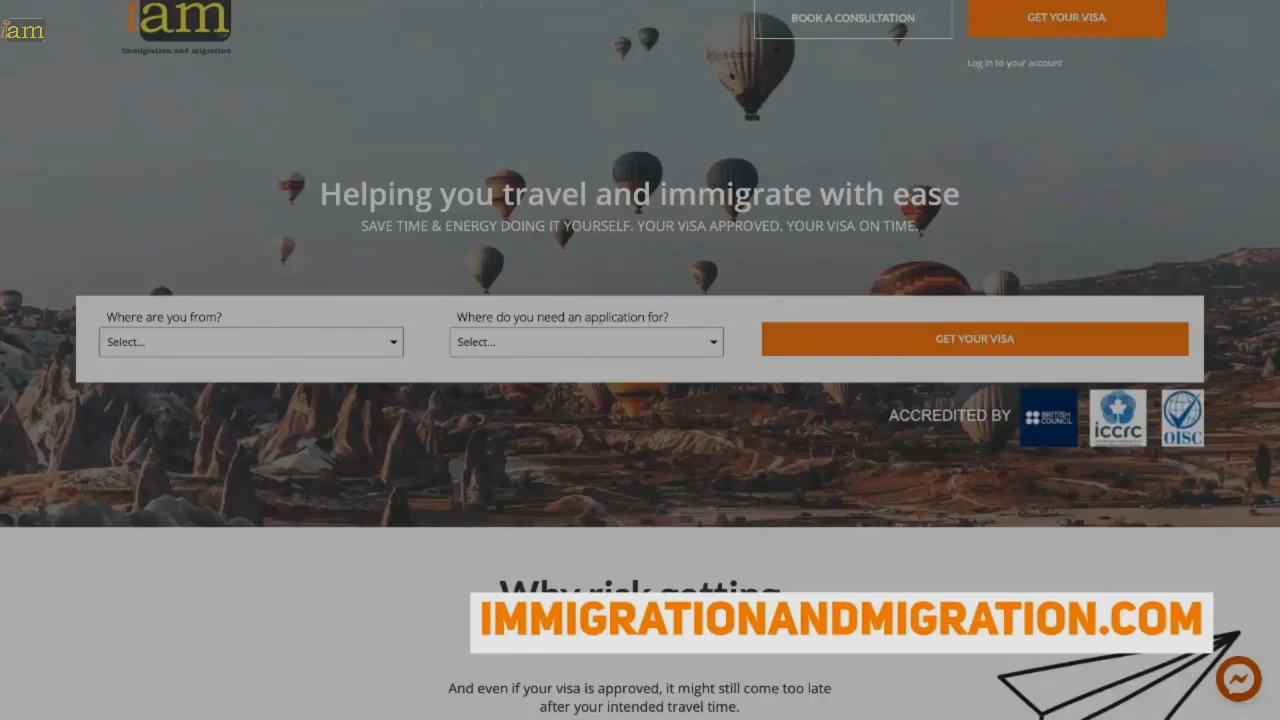 iam
iam
immigration and migration
BOOK A CONSULTATION
GET YOUR VISA
Log in to your account
Helping you travel and immigrate with ease
SAVE TIME & ENERGY DOING IT YOURSELF. YOUR VISA APPROVED. YOUR VISA ON TIME.
Where are you from?
Where do you need an application for?
Select...
Select...
GET YOUR VISA
ACCREDITED BY
BRITISH
COUNCIL
iccrc
OISC
Why risk getting
IMMIGRATIONANDMIGRATION.COM
And even if your visa is approved, it might still come too late
after your intended travel time.